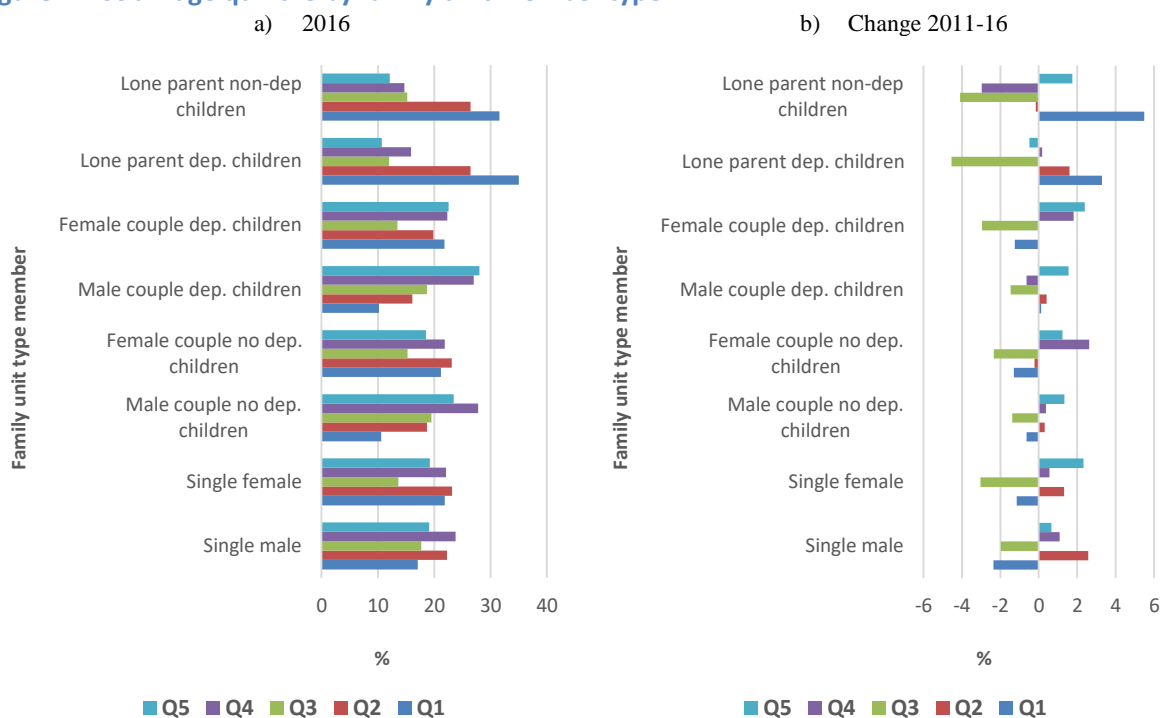 a) 2016
b) Change 2011-16
Family unit type member
Lone parent non-dep
children
Lone parent dep. children
Female couple dep. children
Male couple dep. children
Female couple no dep.
children
Male couple no dep.
children
Single female
Single male
0 10 20 30 40
%
Q5 Q4 Q3 Q2 Q1
Family unit type member
Lone parent non-dep
children
Lone parent dep. children
Female couple dep. children
Male couple dep. children
Female couple no dep.
children
Male couple no dep.
children
Single female
Single male
-6 -4 -2 0 2 4 6
%
Q5 Q4 Q3 Q2 Q1